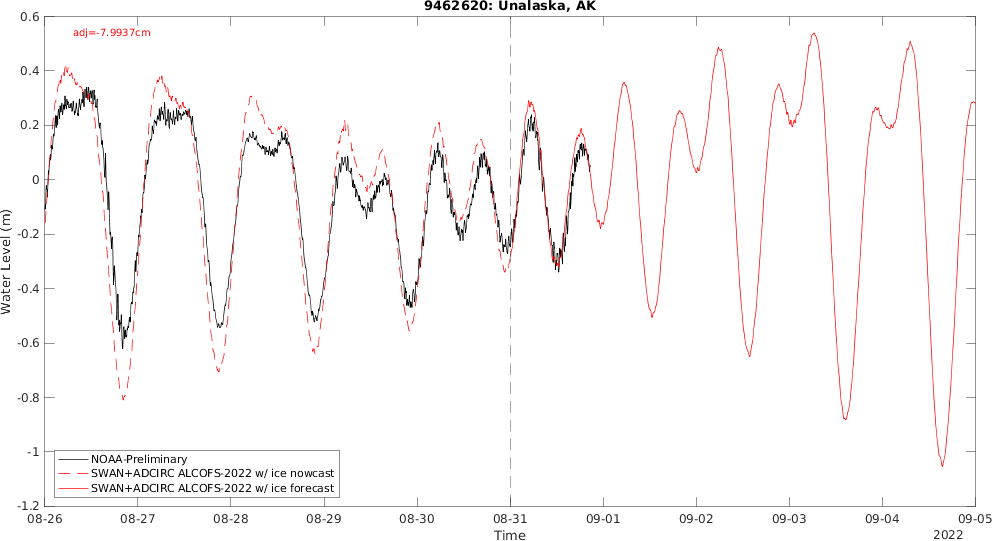 9462620: Unalaska, AK
adj=-7.9937cm
0.6
0.4
0.2
0
-0.2
-0.4
-0.6
-0.8
-1
-1.2
Water Level (m)
NOAA-Preliminary
SWAN+ADCIRC ALCOFS-2022 w/ ice nowcast
SWAN+ADCIRC ALCOFS-2022 w/ ice forecast
08-26 08-27 08-28 08-29 08-30 08-31 09-01 09-02 09-03 09-04 09-05
Time
2022